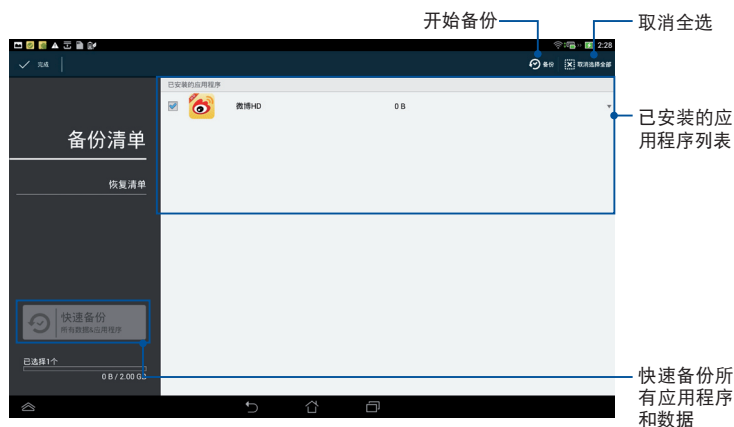 开始备份
取消全选
2:28
完成
备份
取消选择全部
已安装的应用程序
微博HD
0 B
已安装的应
用程序列表
备份清单
恢复清单
快速备份
所有数据&应用程序
已选择1个
0 B / 2.00 GB
快速备份所
有应用程序
和数据